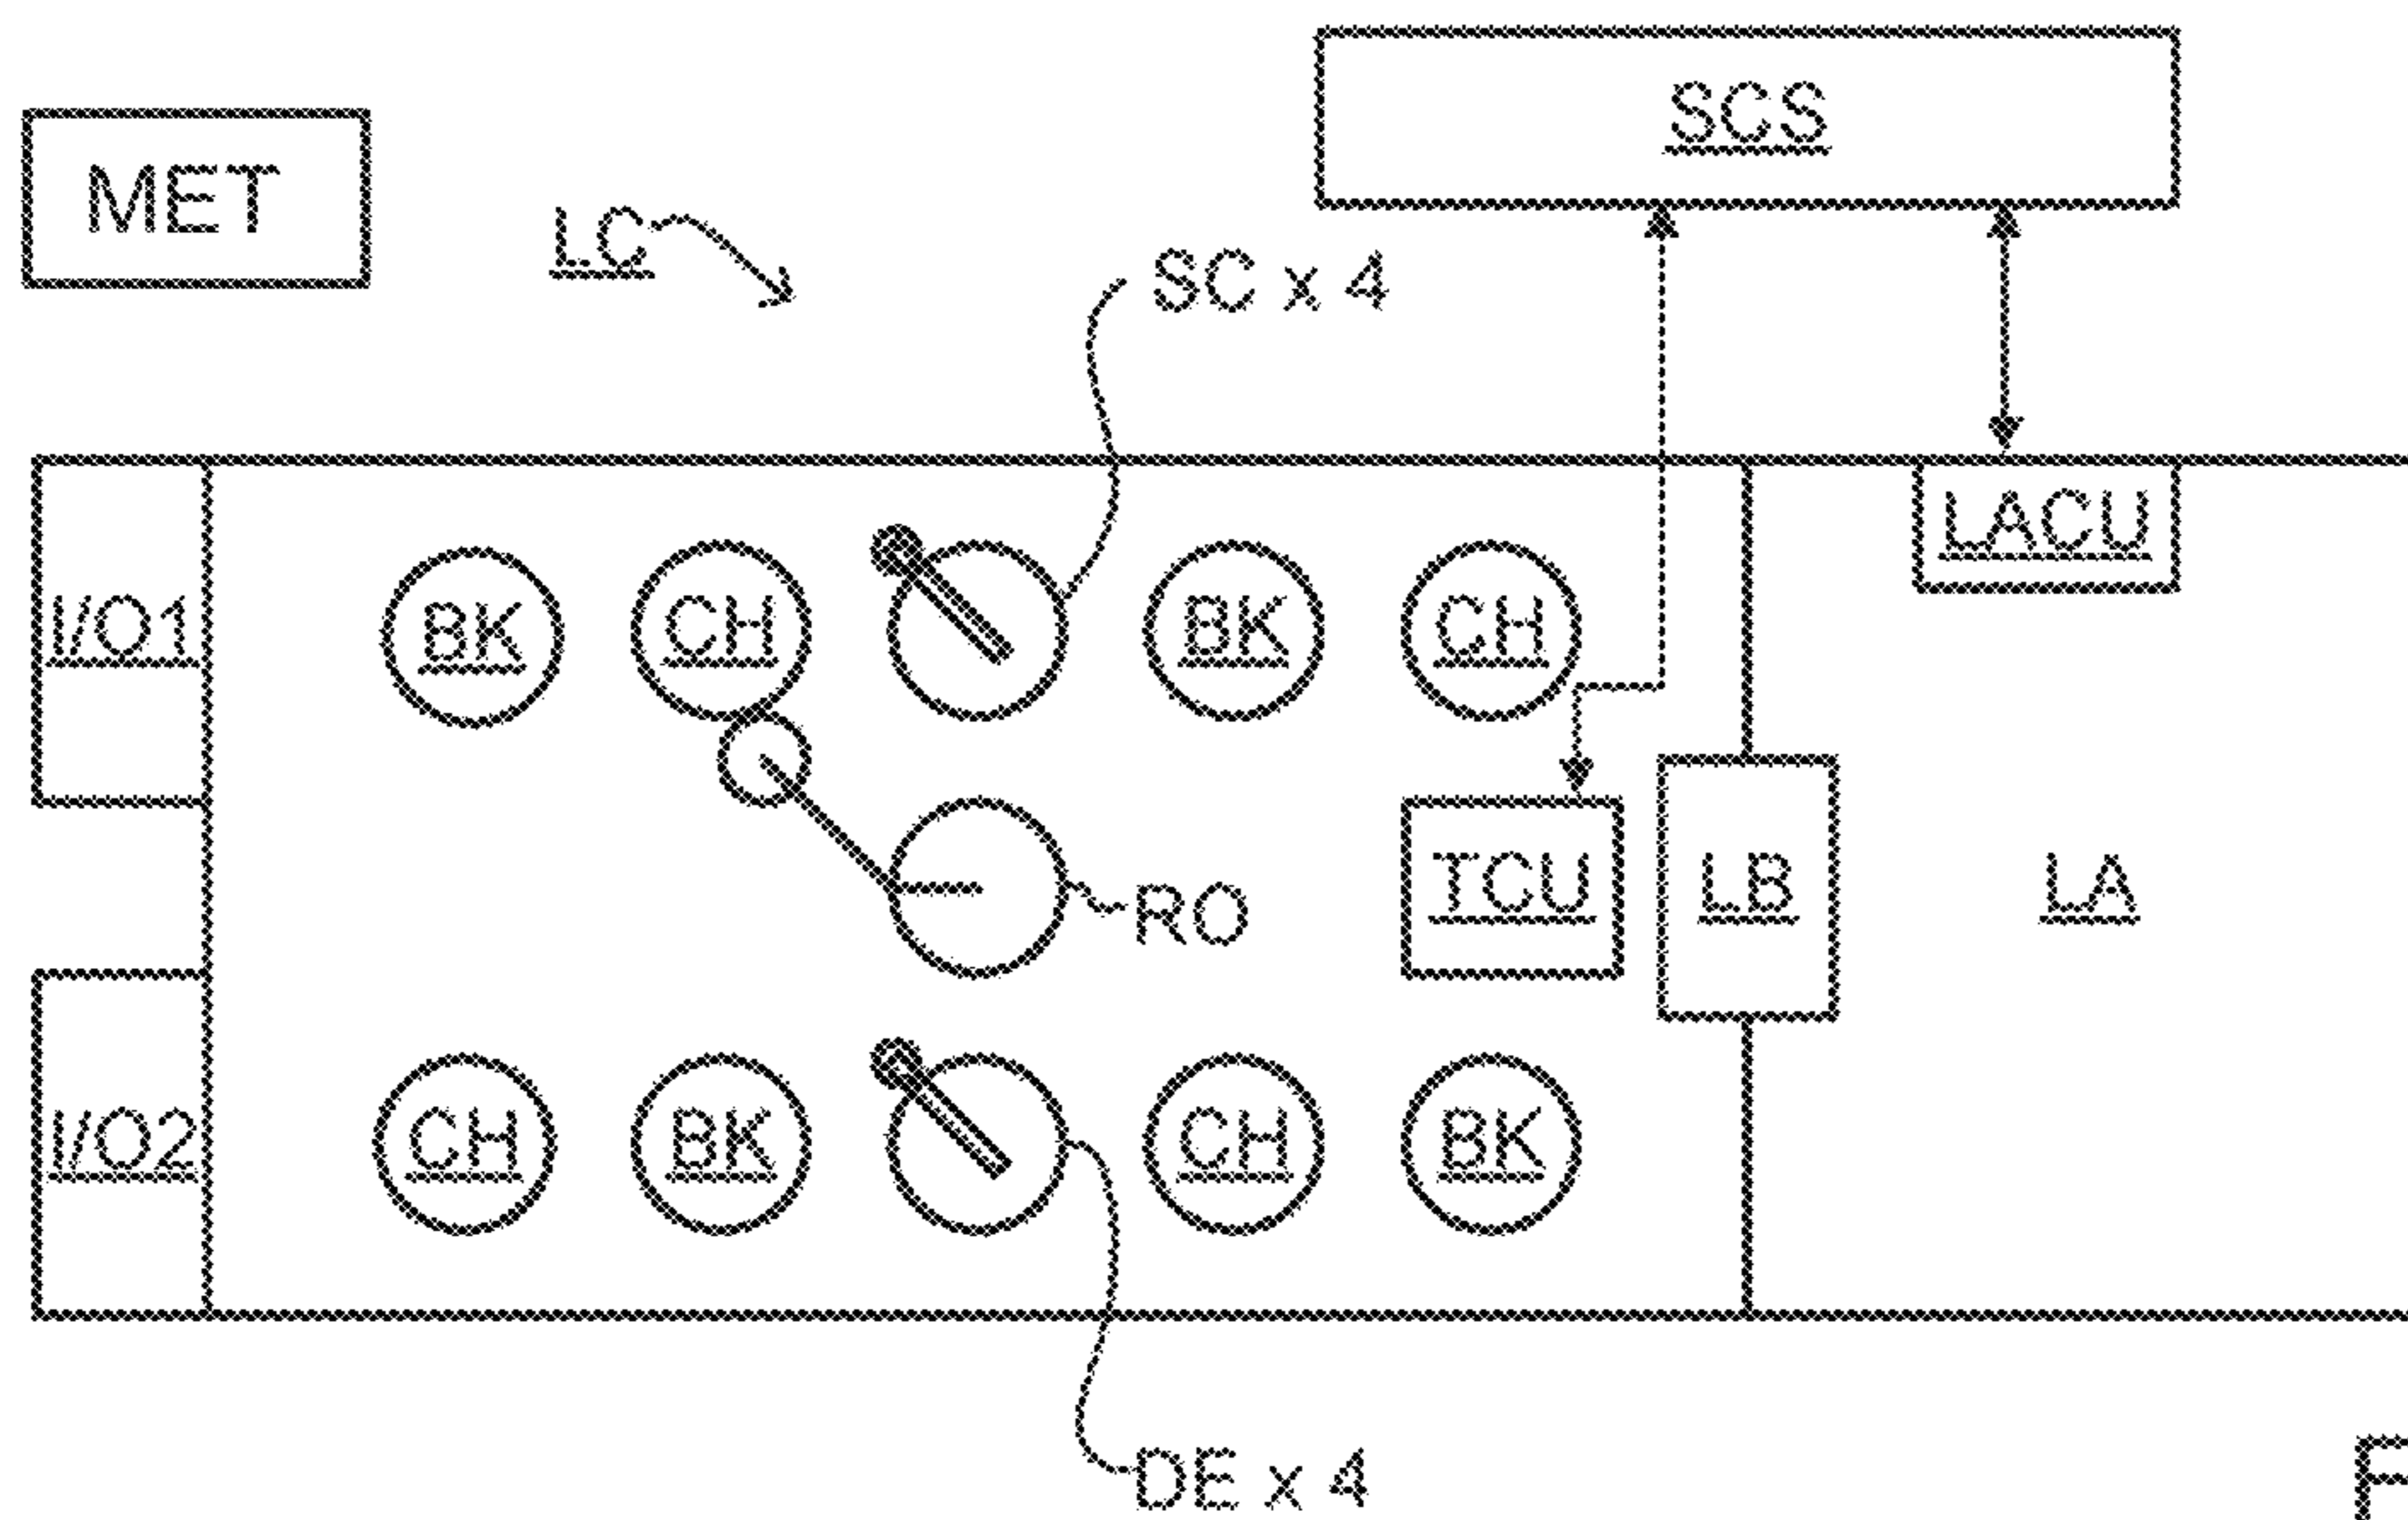 SCS
MET
LC
SC x 4
LACU
I/O1
BK
CH
BK
CH
TCU
LB
LA
RO
I/O2
CH
BK
CH
BK
DE x 4